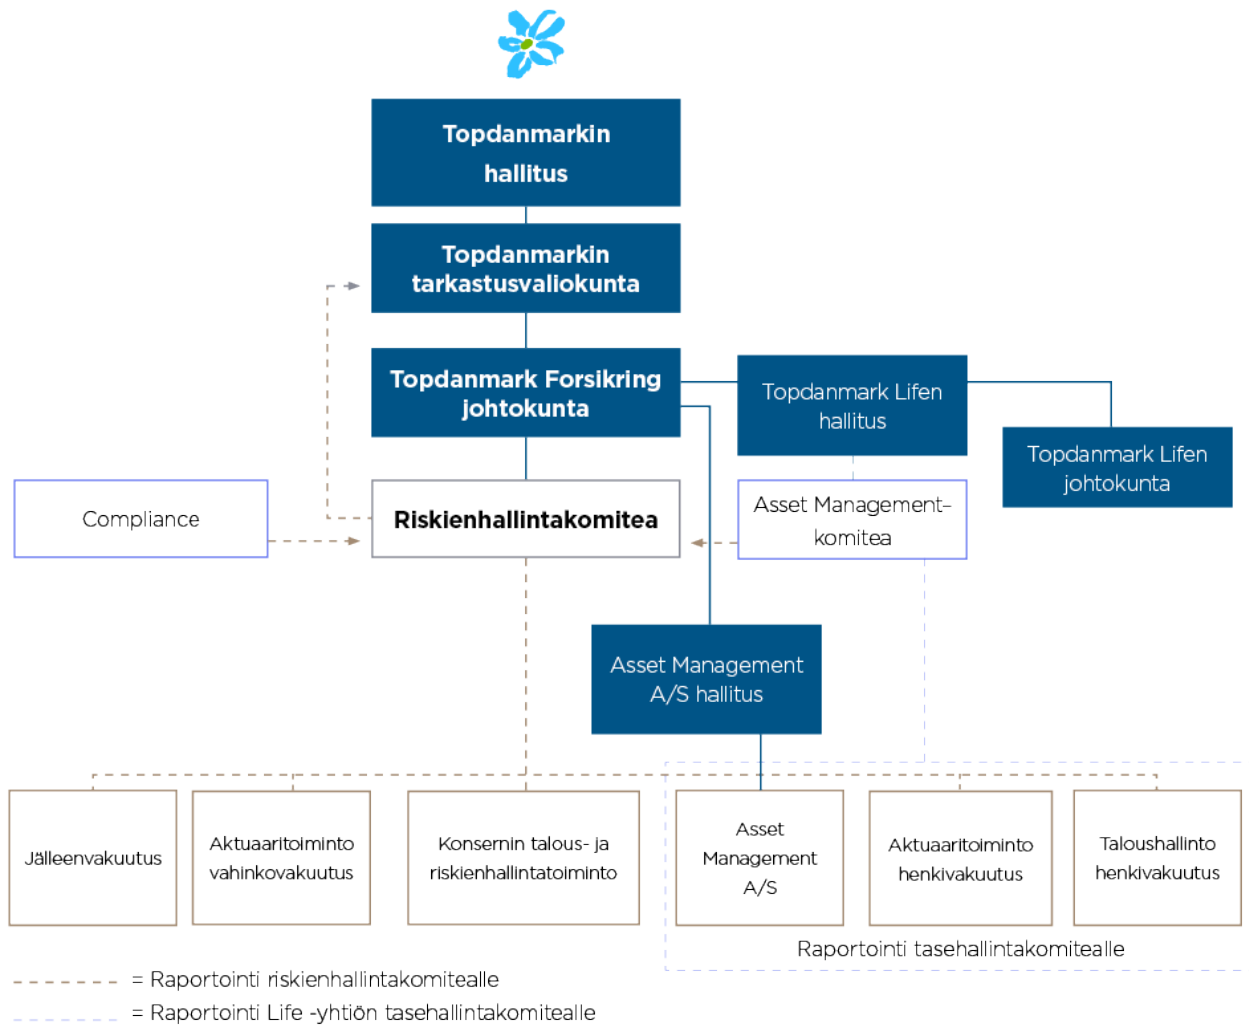 Topdanmarkin
hallitus
Topdanmarkin
tarkastusvaliokunta
Topdanmark Forsikring
johtokunta
Topdanmark Lifen
hallitus
Topdanmark Lifen
johtokunta
Compliance
Riskienhallintakomitea
Asset Management–
komitea
Asset Management
A/S hallitus
Jälleenvakuutus
Aktuaaritoiminto
vahinkovakuutus
Konsernin talous- ja
riskienhallintatoiminto
Asset
Management
A/S
Aktuaaritoiminto
henkivakuutus
Taloushallinto
henkivakuutus
Raportointi tasehallintakomitealle
= Raportointi riskienhallintakomitealle
= Raportointi Life -yhtiön tasehallintakomitealle